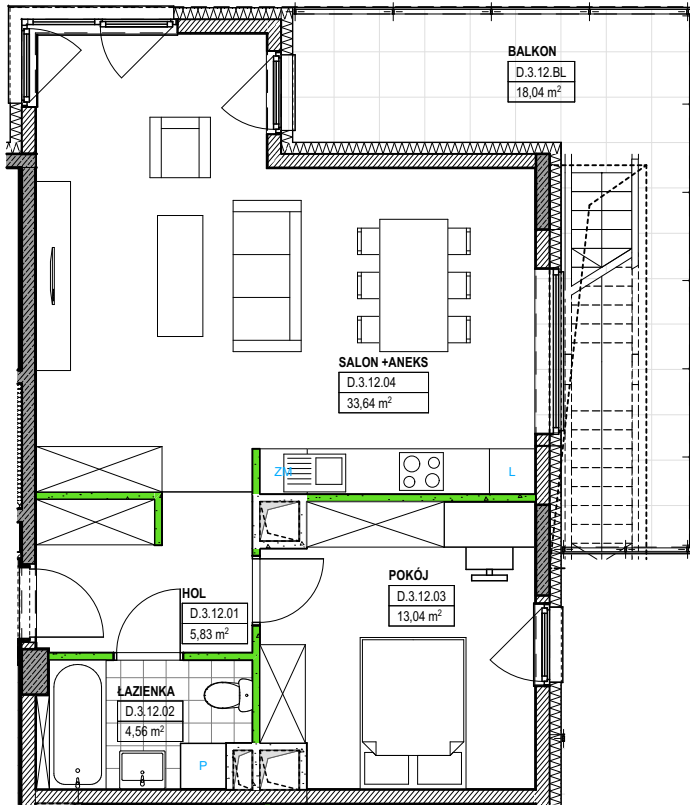 BALKON
D.3.12.BL
18,04 m²
SALON +ANEKS
D.3.12.04
33,64 m²
ZM
L
POKÓJ
D.3.12.03
13,04 m²
HOL
D.3.12.01
5,83 m²
ŁAZIENKA
D.3.12.02
4,56 m²
P